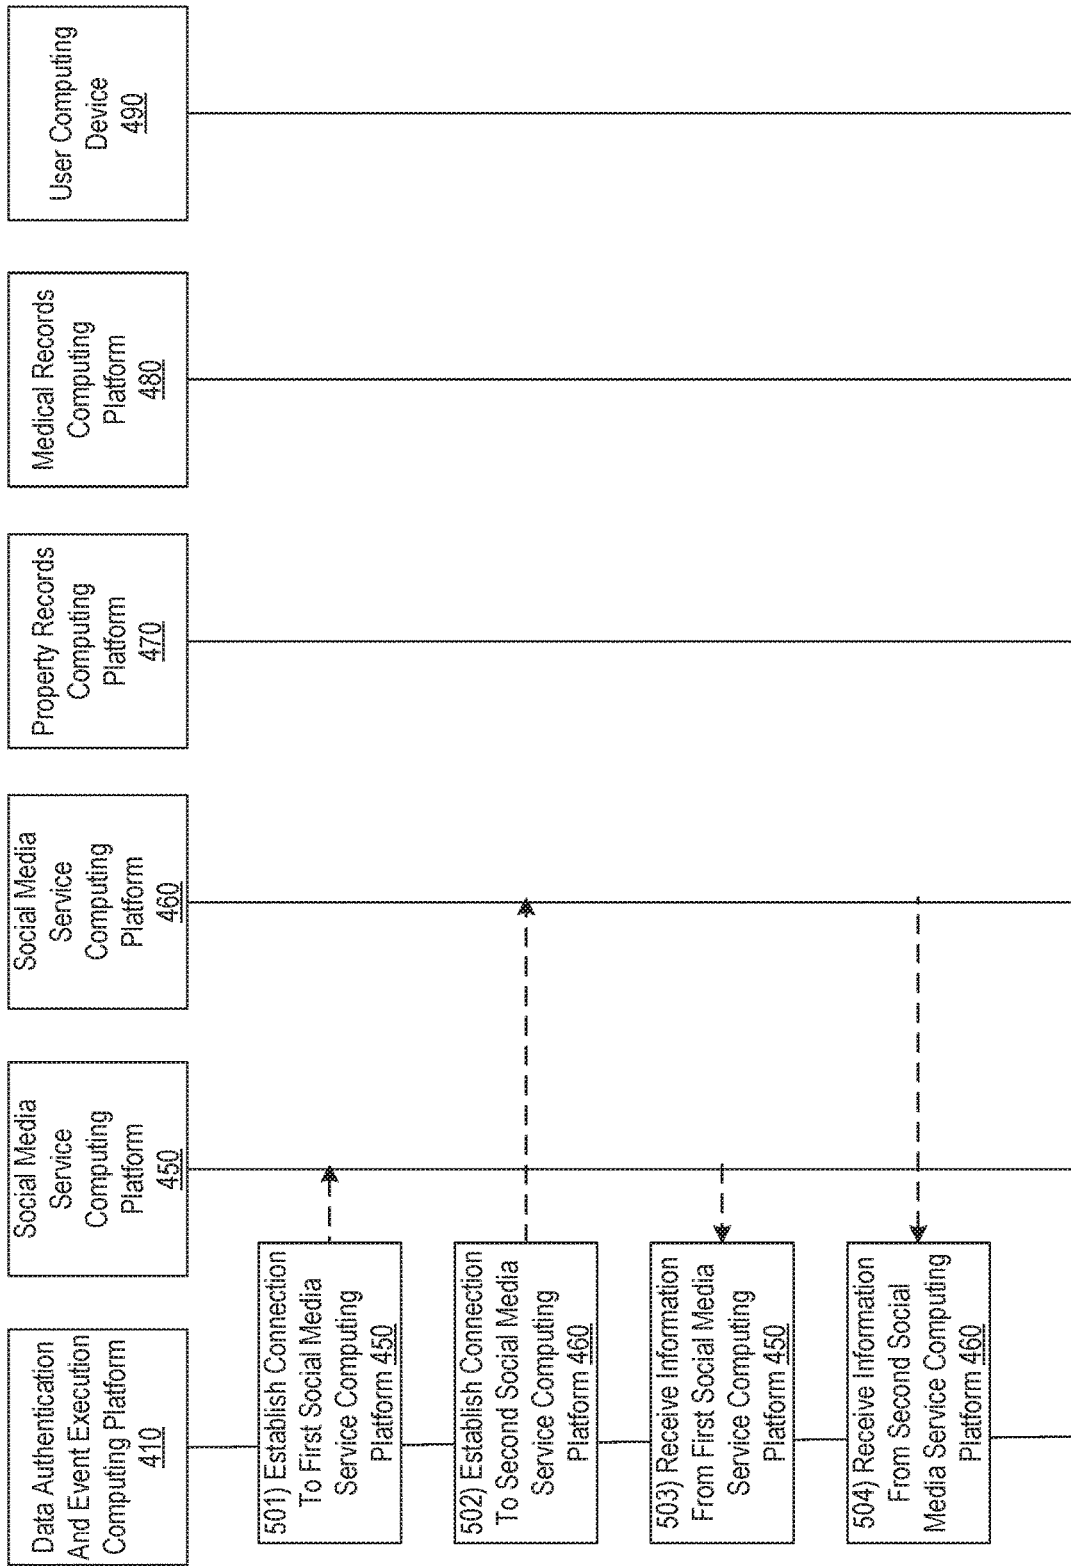 Data Authentication
And Event Execution
Computing Platform
410
Social Media
Service
Computing
Platform
450
Social Media
Service
Computing
Platform
460
Property Records
Computing
Platform
470
Medical Records
Computing
Platform
480
User Computing
Device
490
501) Establish Connection
To First Social Media
Service Computing
Platform 450
502) Establish Connection
To Second Social Media
Service Computing
Platform 460
503) Receive Information
From First Social Media
Service Computing
Platform 450
504) Receive Information
From Second Social
Media Service Computing
Platform 460